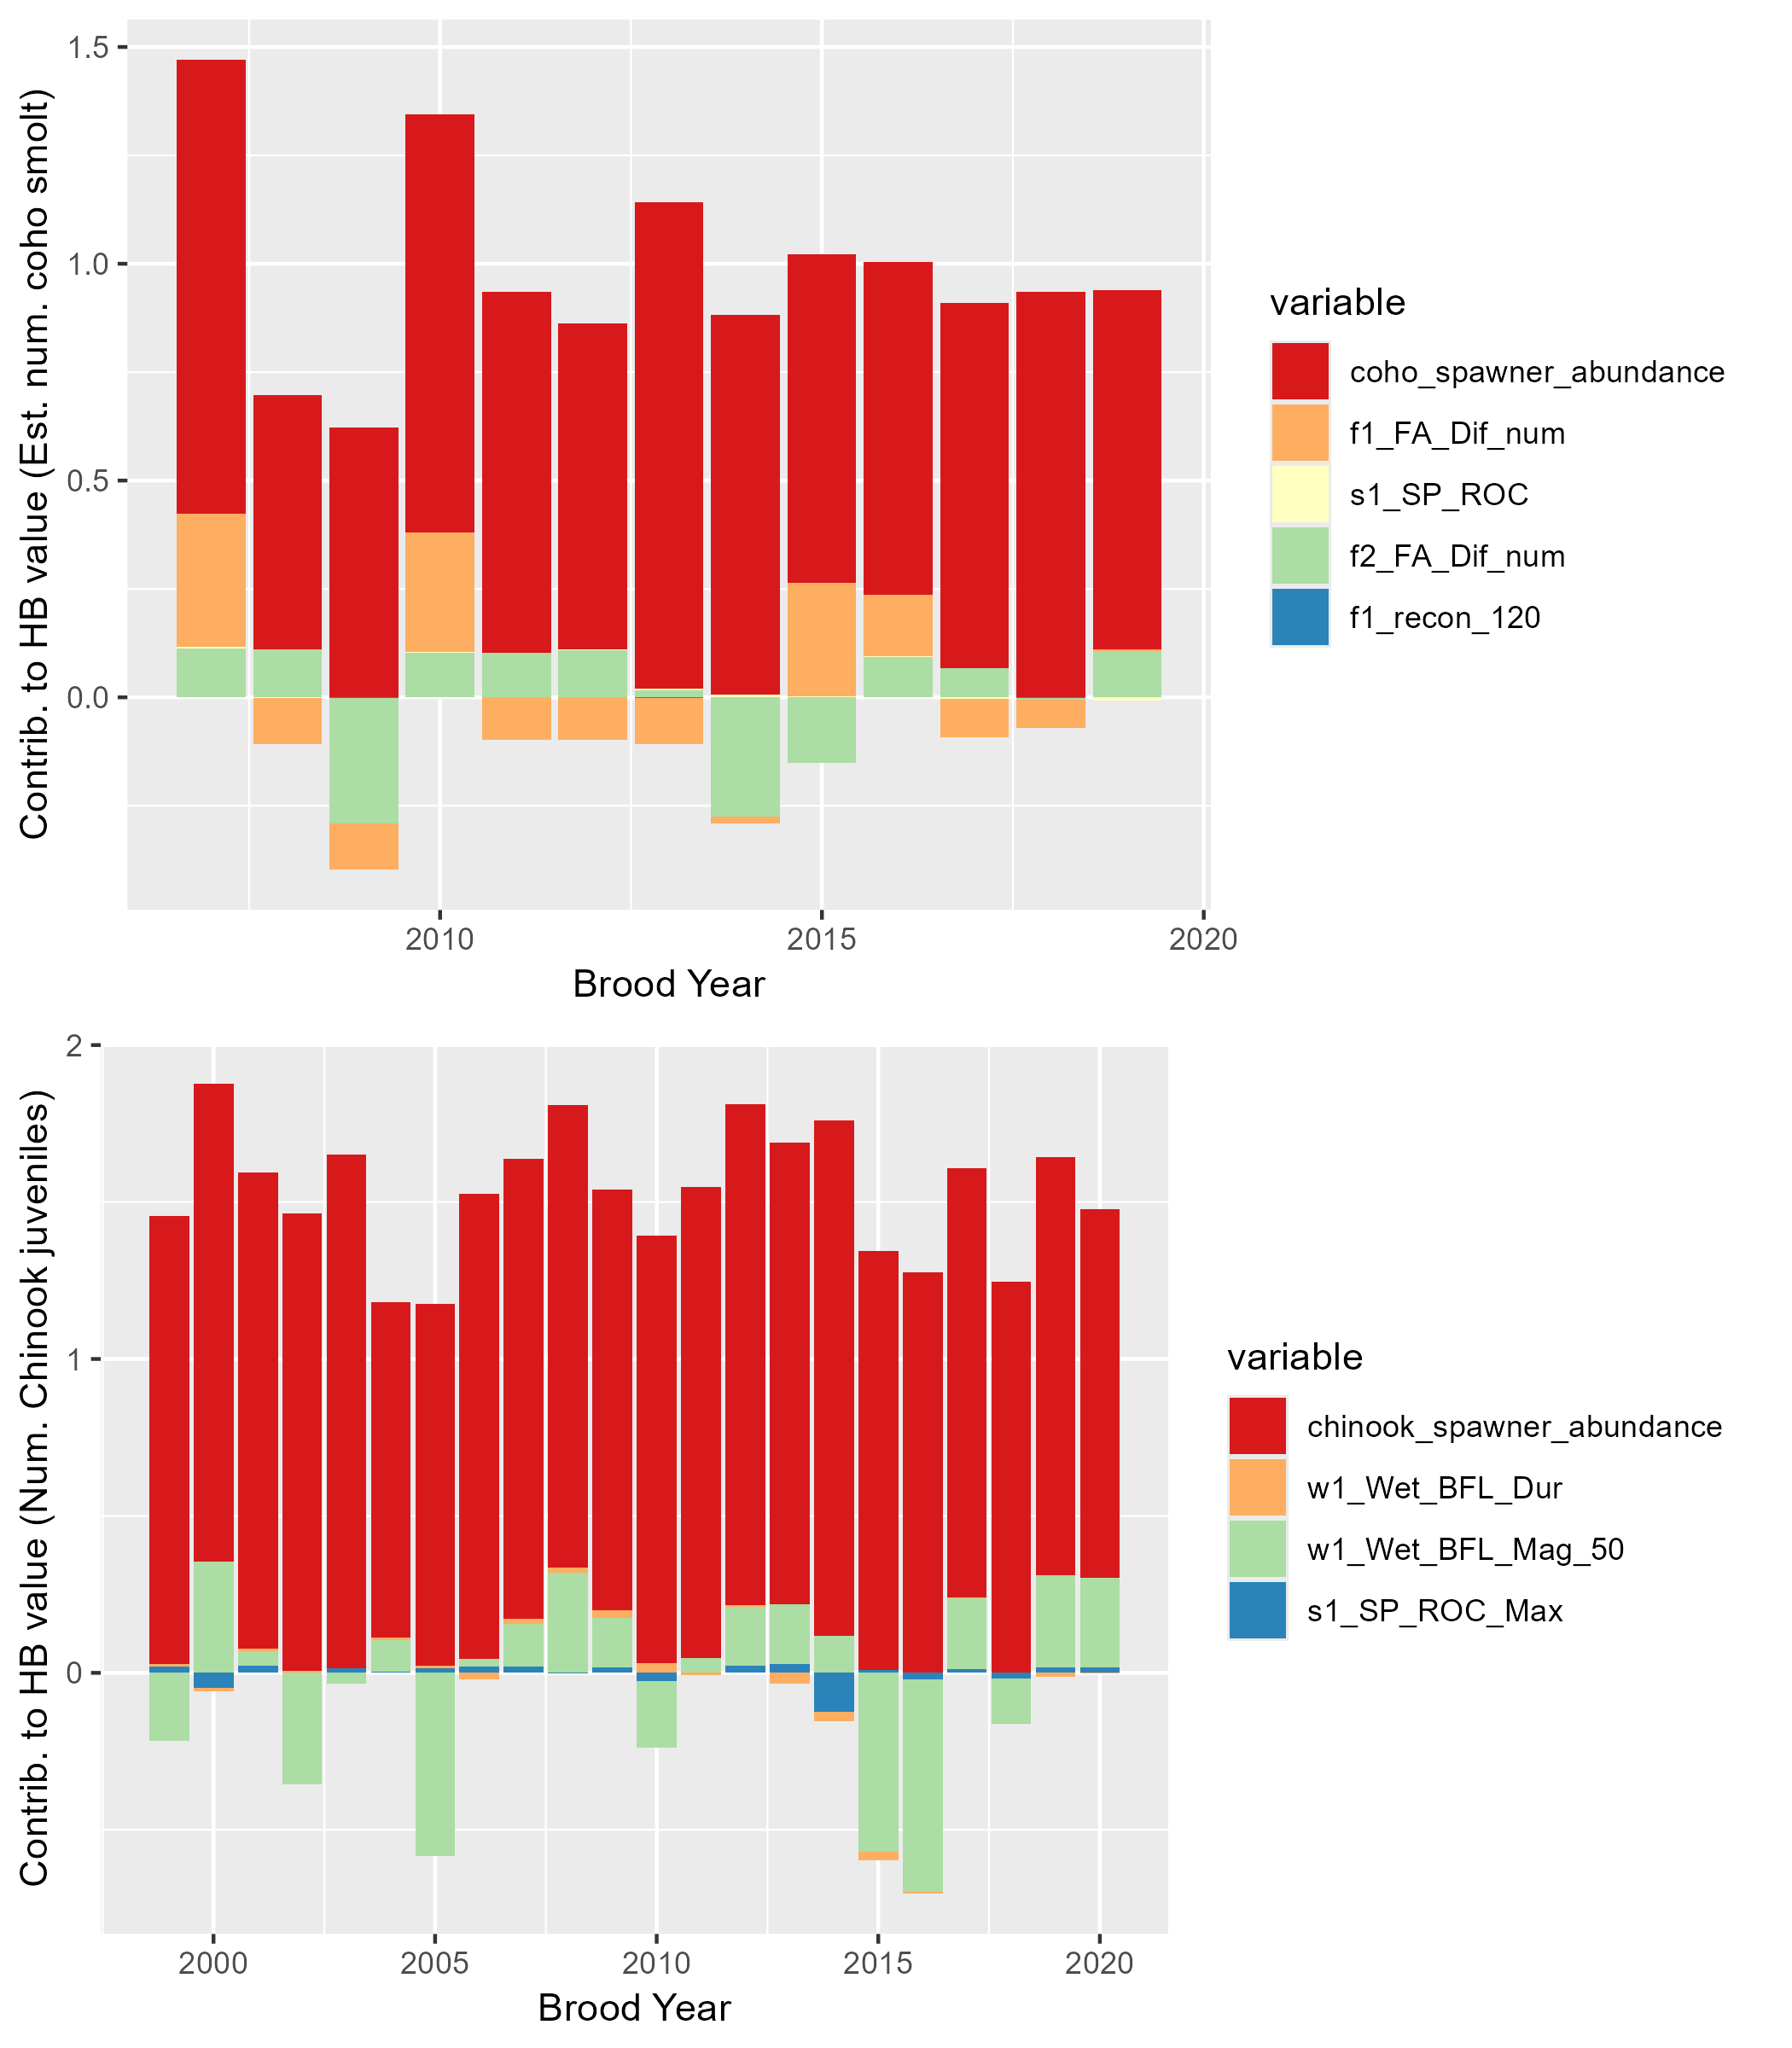 Contrib. to HB value (Est. num. coho smolt)
1.5
1.0
0.5
0.0
2010
2015
2020
Brood Year
variable
coho_spawner_abundance
f1_FA_Dif_num
s1_SP_ROC
f2_FA_Dif_num
f1_recon_120
Contrib. to HB value (Num. Chinook juveniles)
2
1
0
2000
2005
2010
2015
2020
Brood Year
variable
chinook_spawner_abundance
w1_Wet_BFL_Dur
w1_Wet_BFL_Mag_50
s1_SP_ROC_Max